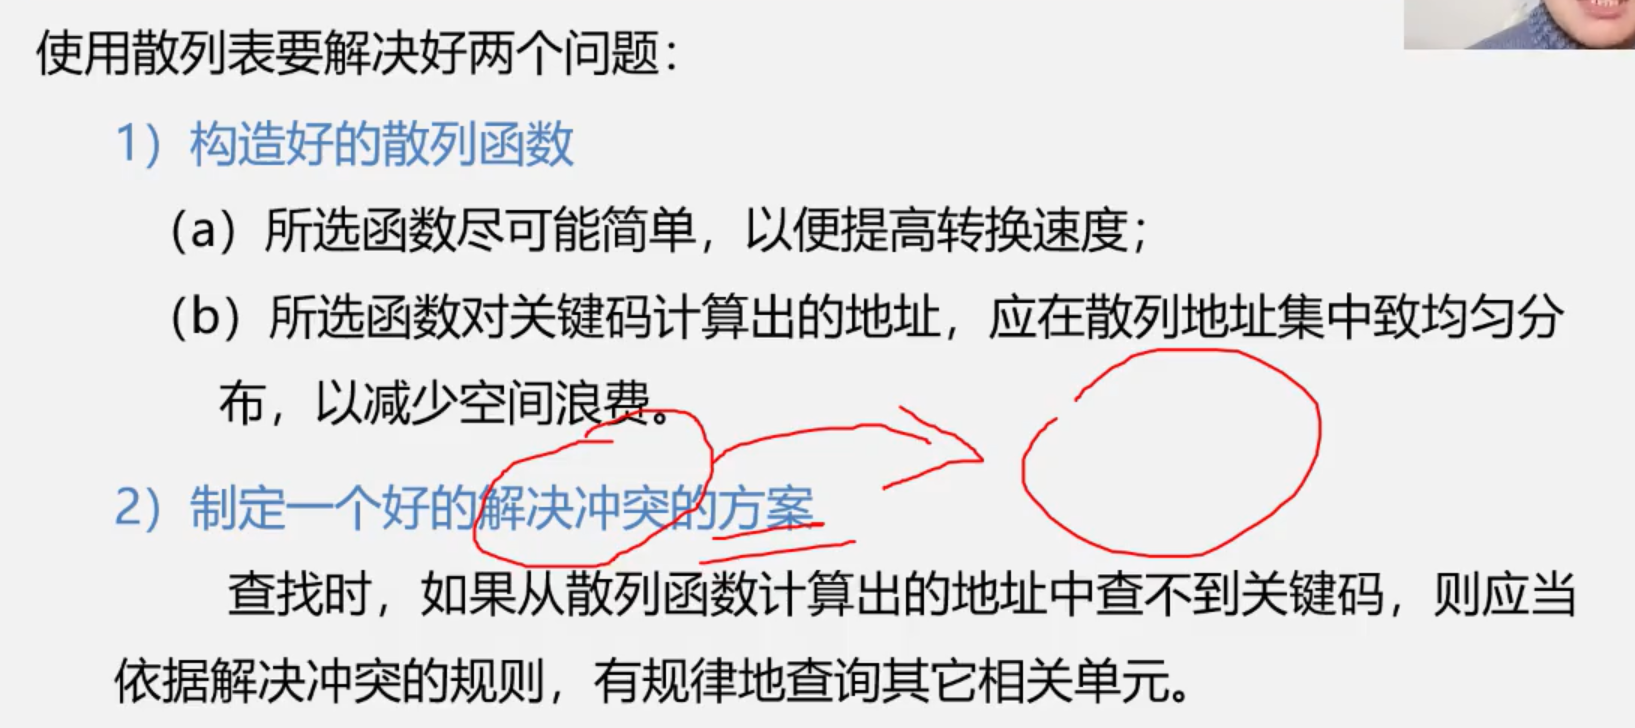 使用散列表要解决好两个问题：
1）构造好的散列函数
（a）所选函数尽可能简单，以便提高转换速度；
（b）所选函数对关键码计算出的地址，应在散列地址集中致均匀分
布，以减少空间浪费。
2）制定一个好的解决冲突的方案
查找时，如果从散列函数计算出的地址中查不到关键码，则应当
依据解决冲突的规则，有规律地查询其它相关单元。